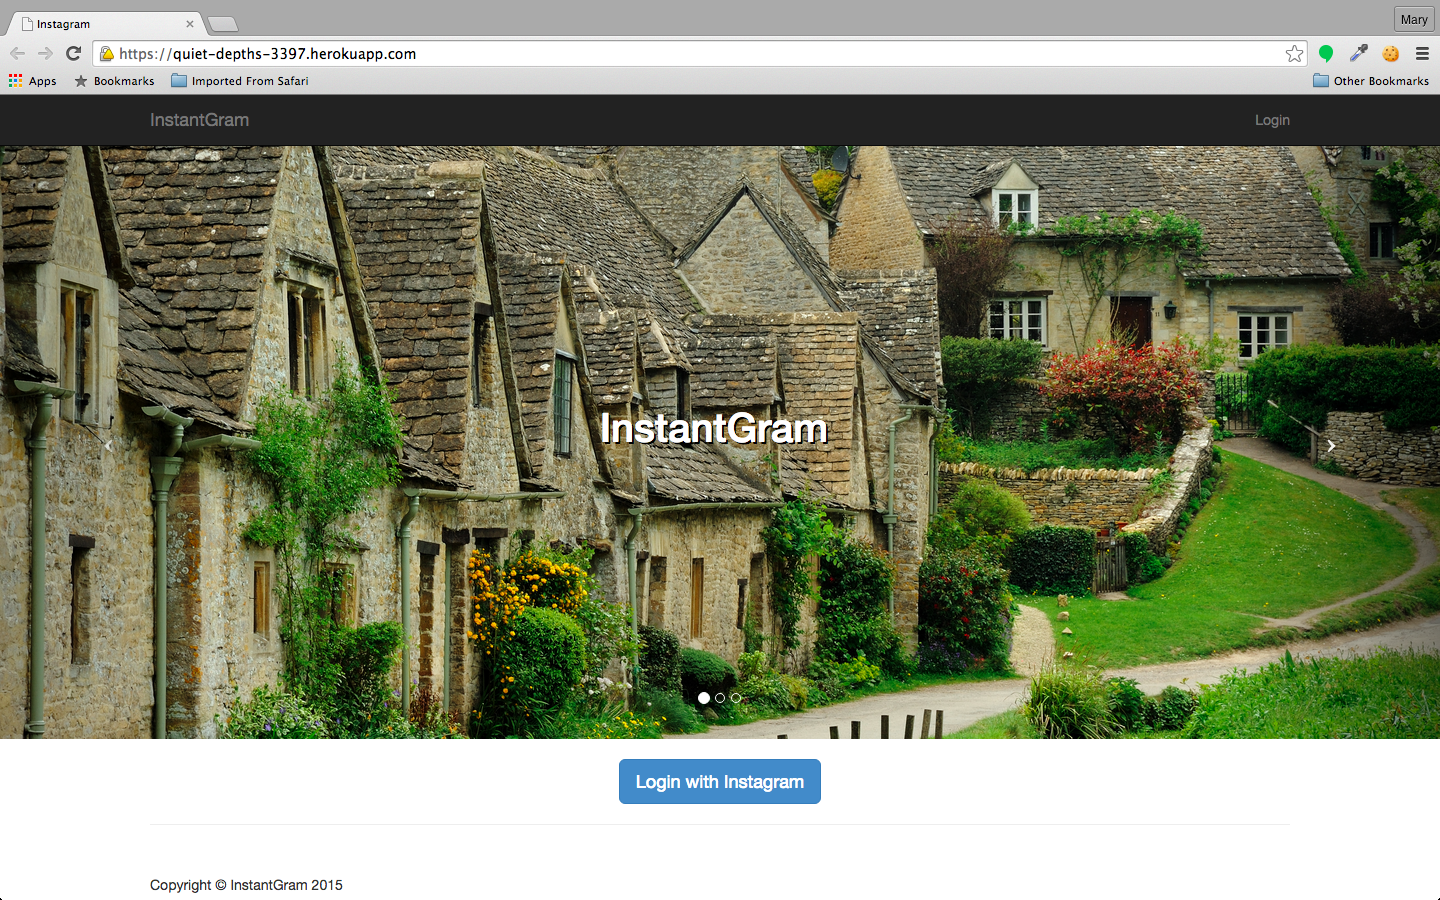 Instagram
Mary
https://quiet-depths-3397.herokuapp.com
Apps
Bookmarks
Imported From Safari
Other Bookmarks
InstantGram
Login
InstantGram
Login with Instagram
Copyright © InstantGram 2015